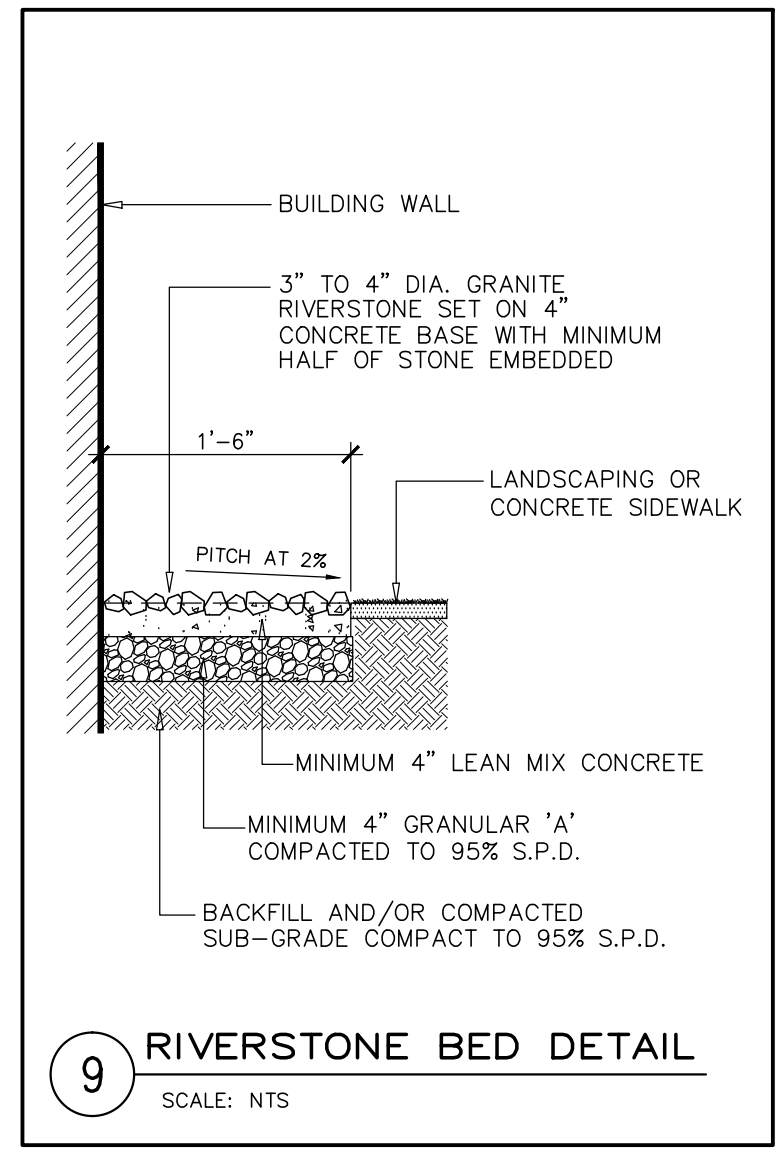 BUILDING WALL
3" TO 4" DIA. GRANITE
RIVERSTONE SET ON 4"
CONCRETE BASE WITH MINIMUM
HALF OF STONE EMBEDDED
1'-6"
LANDSCAPING OR
CONCRETE SIDEWALK
PITCH AT 2%
MINIMUM 4" LEAN MIX CONCRETE
MINIMUM 4" GRANULAR 'A'
COMPACTED TO 95% S.P.D.
BACKFILL AND/OR COMPACTED
SUB-GRADE COMPACT TO 95% S.P.D.
9
RIVERSTONE BED DETAIL
SCALE: NTS